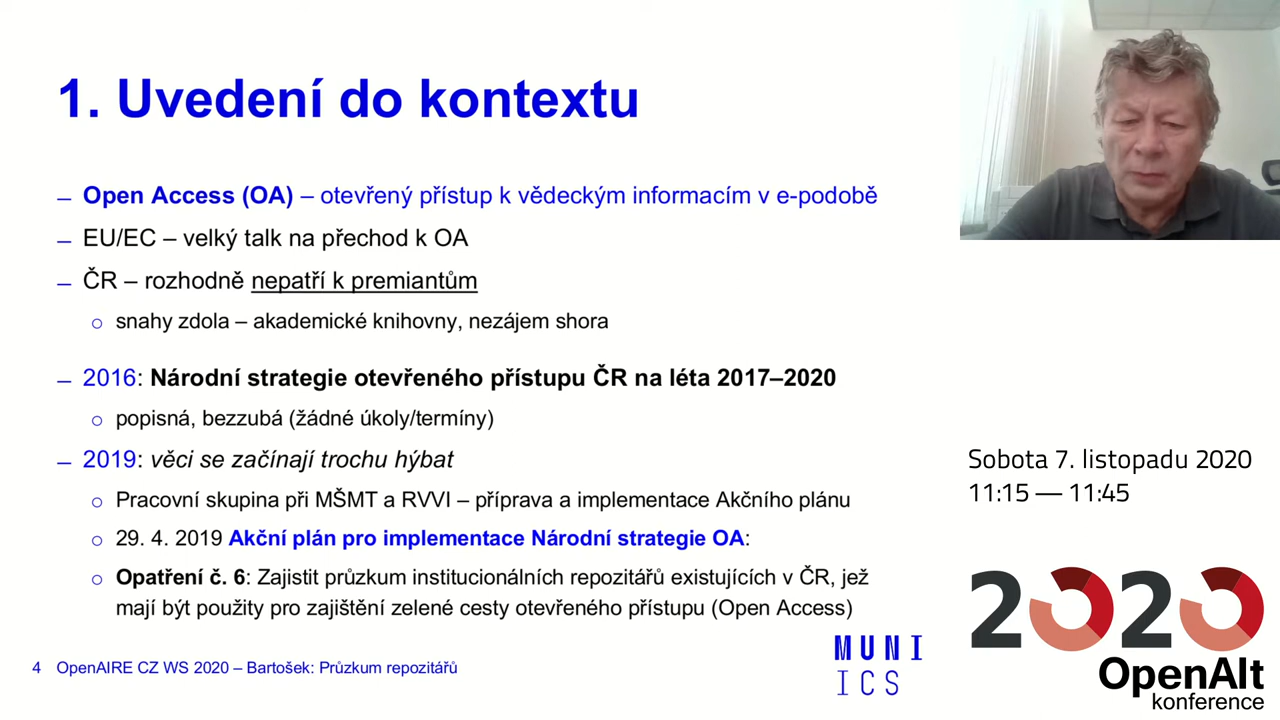 1. Uvedení do kontextu
– Open Access (OA) – otevřený přístup k vědeckým informacím v e-podobě
– EU/EC – velký talk na přechod k OA
– ČR – rozhodně nepatří k premiantům
o snahy zdola – akademické knihovny, nezájem shora
– 2016: Národní strategie otevřeného přístupu ČR na léta 2017–2020
o popisná, bezzubá (žádné úkoly/termíny)
– 2019: věci se začínají trochu hýbat
o Pracovní skupina při MŠMT a RVVI – příprava a implementace Akčního plánu
o 29. 4. 2019 Akční plán pro implementace Národní strategie OA:
o Opatření č. 6: Zajistit průzkum institucionálních repozitářů existujících v ČR, jež
mají být použity pro zajištění zelené cesty otevřeného přístupu (Open Access)
4 OpenAIRE CZ WS 2020 – Bartošek: Průzkum repozitářů
MUNI
ICS
Sobota 7. listopadu 2020
11:15 — 11:45
2020
OpenAlt
konference